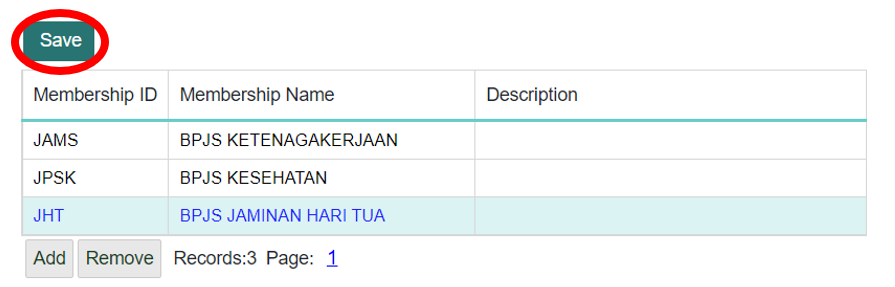 Save
Membership ID Membership Name Description
JAMS BPJS KETENAGAKERJAAN
JPSK BPJS KESEHATAN
JHT BPJS JAMINAN HARI TUA
Add Remove Records:3 Page: 1